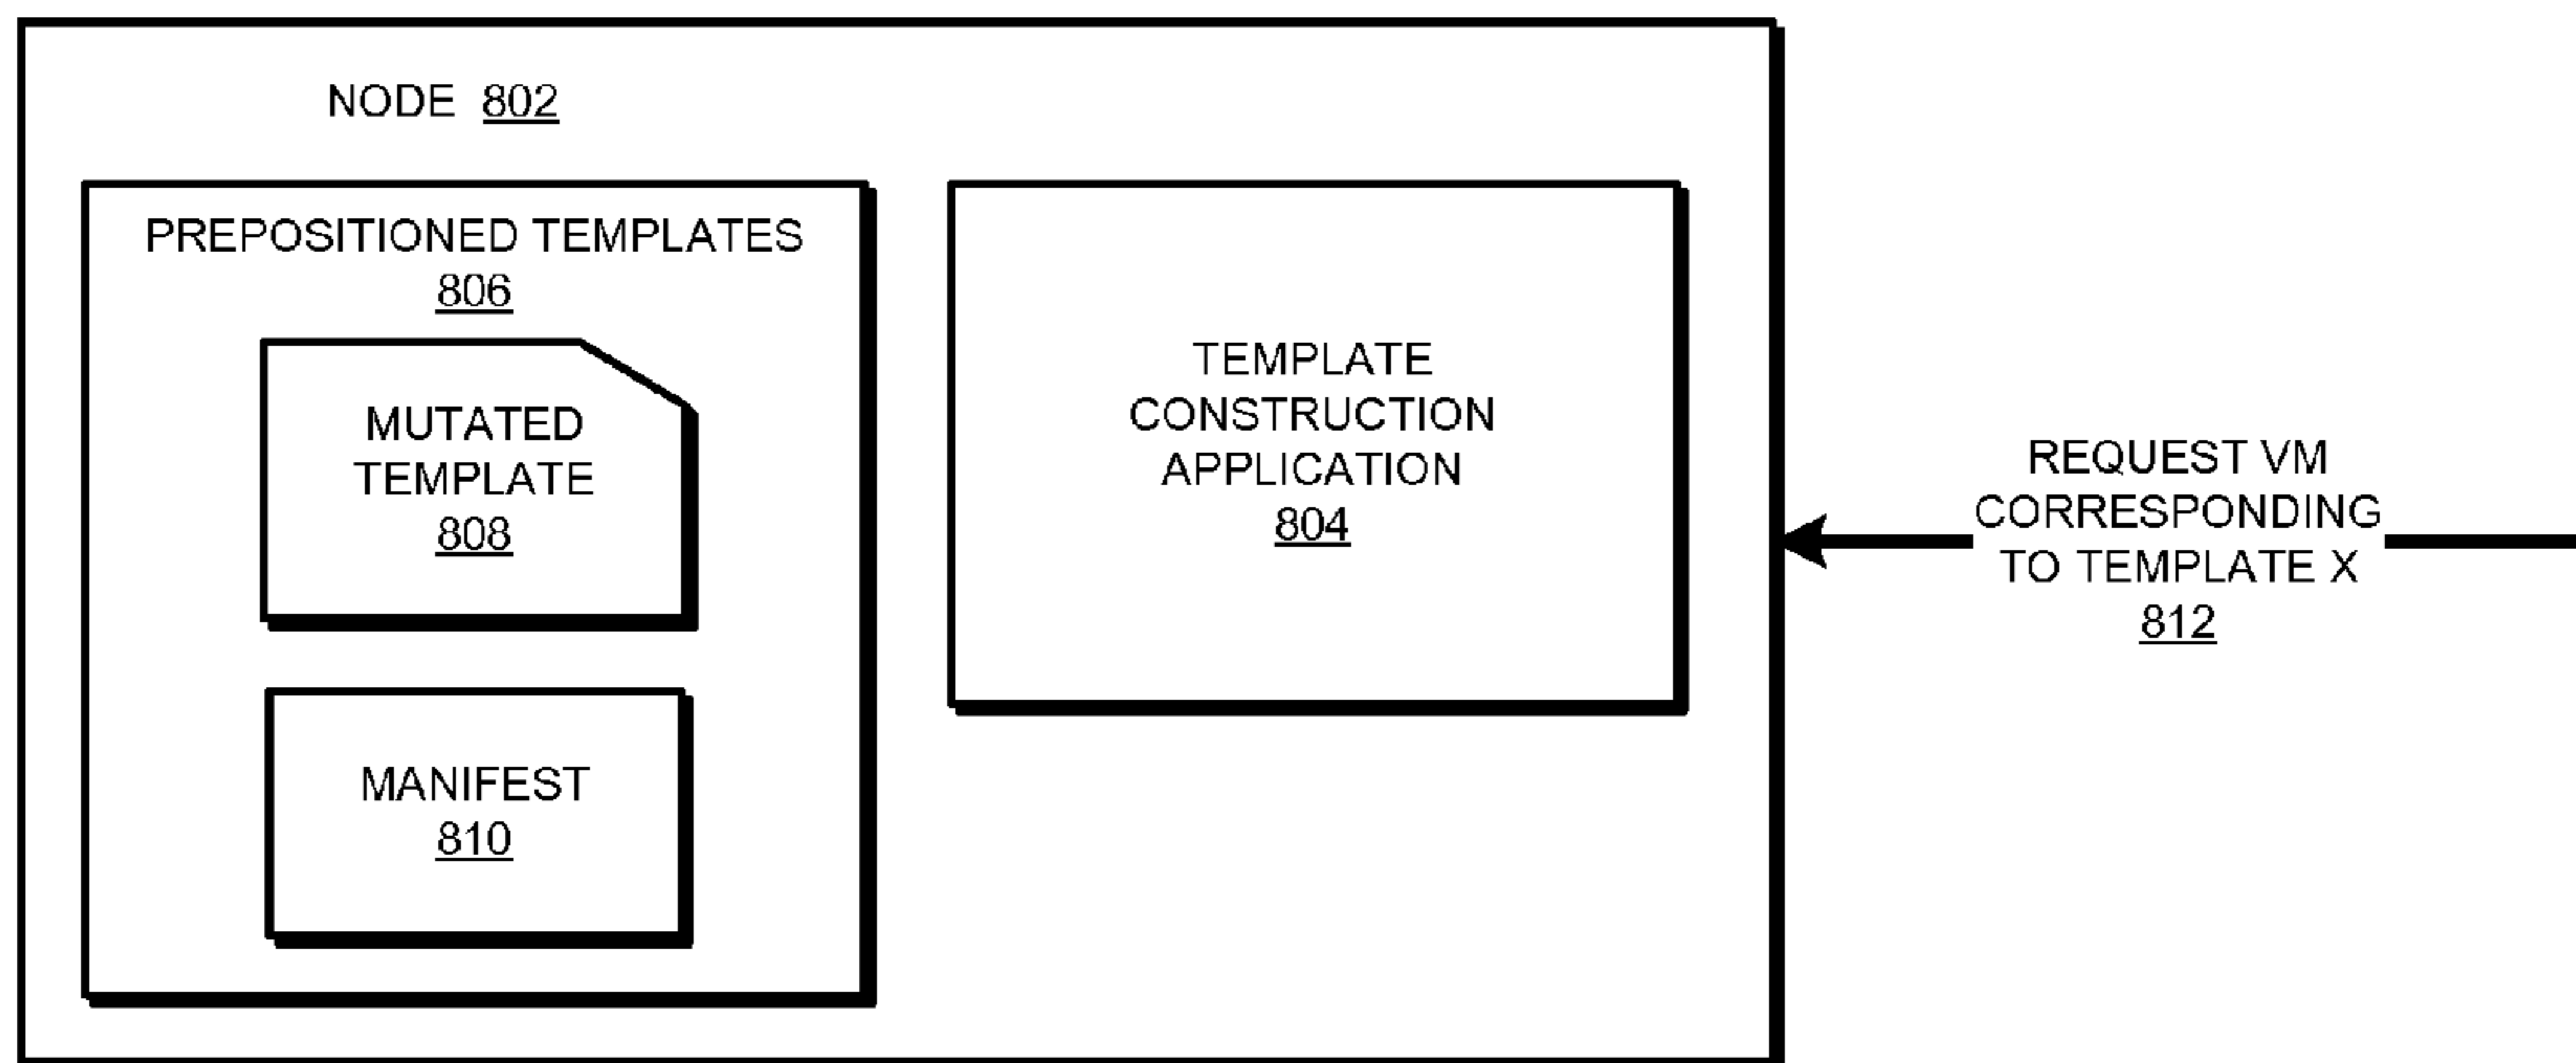 NODE 802
PREPOSITIONED TEMPLATES
806
MUTATED
TEMPLATE
808
MANIFEST
810
TEMPLATE
CONSTRUCTION
APPLICATION
804
REQUEST VM
CORRESPONDING
TO TEMPLATE X
812